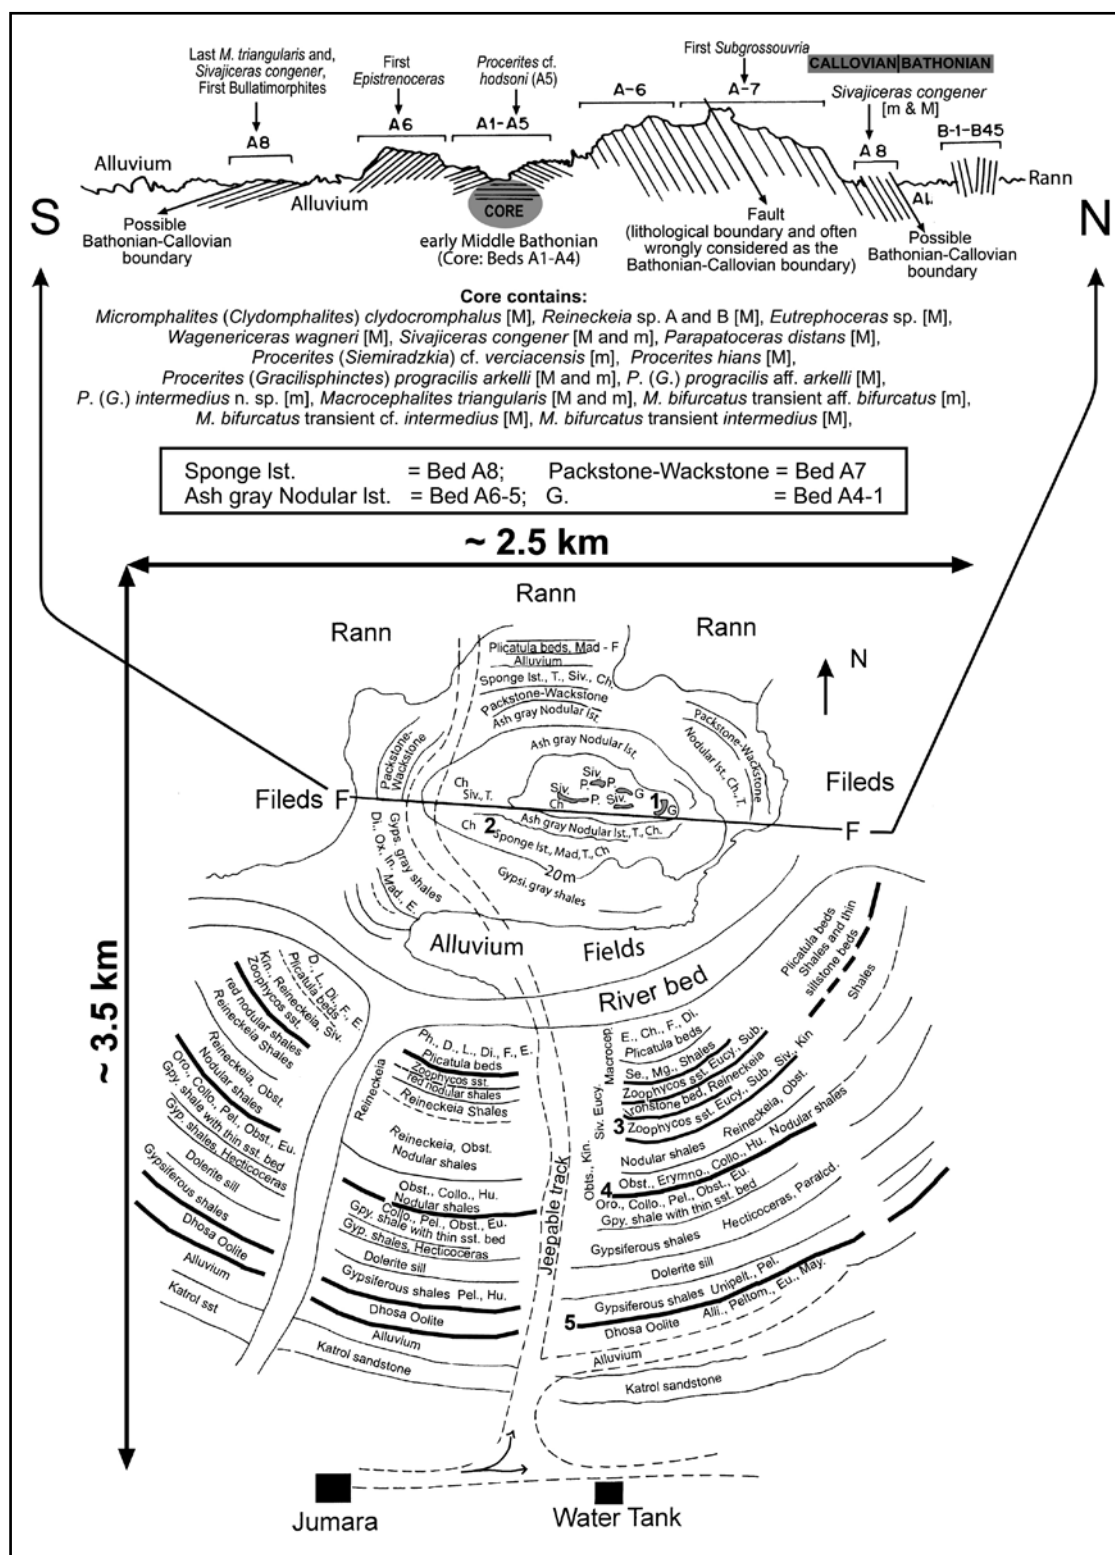 Last M. triangularis and,
Sivajiceras congener,
First Bullatimorphites
First
Epistrenoceras
Procerites cf.
hodsoni (A5)
First Subgrossouvria
CALLOVIAN BATHONIAN
Sivajiceras congener
[m & M]
A8
A6
A1-A5
A-6
A-7
A 8
B-1-B45
Alluvium
Alluvium
CORE
Rann
AL
S
N
Possible
Bathonian-Callovian
boundary
early Middle Bathonian
(Core: Beds A1-A4)
Fault
(lithological boundary and often
wrongly considered as the
Bathonian-Callovian boundary)
Possible
Bathonian-Callovian
boundary
Core contains:
Micromphalites (Clydomphalites) clydocromphalus [M], Reineckeia sp. A and B [M], Eutrephoceras sp. [M],
Wagenericeras wagneri [M], Sivajiceras congener [M and m], Parapatoceras distans [M],
Procerites (Siemiradzkia) cf. verciacensis [m], Procerites hians [M],
Procerites (Gracilisphinctes) progracilis arkelli [M and m], P. (G.) progracilis aff. arkelli [M],
P. (G.) intermedius n. sp. [m], Macrocephalites triangularis [M and m], M. bifurcatus transient aff. bifurcatus [m],
M. bifurcatus transient cf. intermedius [M], M. bifurcatus transient intermedius [M],
Sponge lst. = Bed A8; Packstone-Wackstone = Bed A7
Ash gray Nodular lst. = Bed A6-5; G. = Bed A4-1
~ 2.5 km
~ 3.5 km
Rann
Rann
Rann
N
Plicatula beds, Mad - F
Alluvium
Sponge lst., T., Siv., Ch.
Packstone-Wackstone
Ash gray Nodular lst.
Ash gray Nodular lst.
Packstone-
Wackstone
Packstone-Wackstone
Nodular lst., Ch., T.
Ch
Siv., T.
Siv.
P. P. G
Siv.
P. Siv.
Ch
1
G
Fileds F
Fileds
F
Ch 2
Ash gray Nodular lst., T., Ch.
Sponge lst., Mad, T., Ch
20m
Gypsi. gray shales
Gyps. gray shales
Di., Ox, In.
Mad., E.
Alluvium Fields
River bed
Plicatula beds
Shales and thin
siltstone beds
Shales
D., L., Di., F., E.
Plicatula beds
Kin., Reineckeia, Siv.
Zoophycos sst.
red nodular shales
Reineckeia Shales
Reineckeia, Obst.
Nodular shales
Oro., Collo., Pel., Obst., Eu.
Gpy. shale with thin sst. bed
Gyp. shales, Hecticoceras
Dolerite sill
Gypsiferous shales
Dhosa Oolite
Alluvium
Katrol sst
Reineckeia
Ph., D., L., Di., F., E.
Plicatula beds
Zoophycos sst.
red nodular shales
Reineckeia Shales
Reineckeia, Obst.
Nodular shales
Obst., Collo., Hu.
Nodular shales
Collo., Pel., Obst., Eu.
Gpy. shale with thin sst. bed
Gyp. shales, Hecticoceras
Dolerite sill
Gypsiferous shales Pel., Hu.
Dhosa Oolite
Alluvium
Katrol sandstone
Jeepable track
Macrocep.
Siv. Eucy.
Obts., Kin.
E., Ch., F., Di.
Plicatula beds
Se., Mg., Shales
Zoophycos sst. Eucy., Sub.
Ironstone bed, Reineckeia
3 Zoophycos sst., Eucy., Sub. Siv., Kin
Reineckeia, Obst.
Nodular shales
4 Obst., Erymno., Collo., Hu. Nodular shales
Oro., Collo., Pel., Obst., Eu.
Gpy. shale with thin sst. bed
Hecticoceras, Paralcd.
Gypsiferous shales
Dolerite sill
Gypsiferous shales Unipelt., Pel.
5 Dhosa Oolite Alli., Peltom., Eu., May.
Alluvium
Katrol sandstone
Jumara
Water Tank